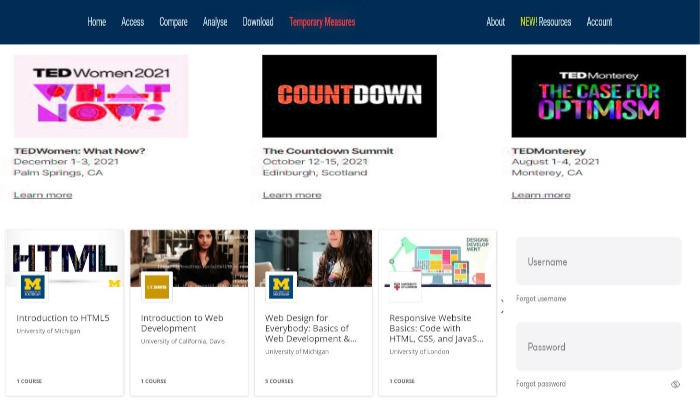 Home Access Compare Analyse Download Temporary Measures About NEW! Resources Account
TEDWomen2021
WHAT
NOW?
COUNTDOWN
TEDMonterey
THE CASE FOR
OPTIMISM
TEDWomen: What Now?
December 1-3, 2021
Palm Springs, CA
Learn more
The Countdown Summit
October 12-15, 2021
Edinburgh, Scotland
Learn more
TEDMonterey
August 1-4, 2021
Monterey, CA
Learn more
HTML
M
Introduction to HTML5
University of Michigan
1 COURSE
UC DAVIS
Introduction to Web
Development
University of California, Davis
1 COURSE
M
Web Design for
Everybody: Basics of
Web Development &...
University of Michigan
5 COURSES
DESIGNING
DEVELOP
MENT
Responsive Website
Basics: Code with
HTML, CSS, and JavaS...
University of London
1 COURSE
Username
Forgot username
Password
Forgot password